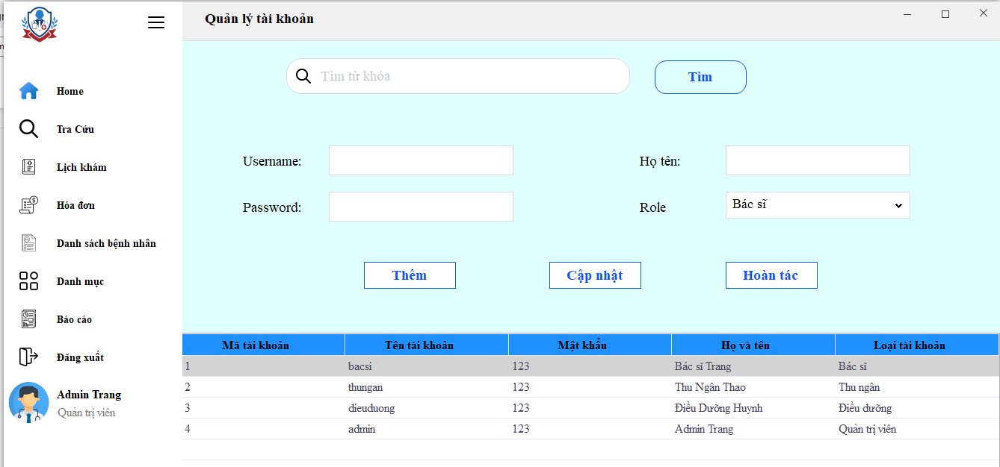 Quản lý tài khoản
Tìm từ khóa
Tìm
Home
Tra Cứu
Lịch khám
Hóa đơn
Danh sách bệnh nhân
Danh mục
Báo cáo
Đăng xuất
Admin Trang
Quản trị viên
Username:
Họ tên:
Password:
Role
Bác sĩ
Thêm
Cập nhật
Hoàn tác
Mã tài khoản Tên tài khoản Mật khẩu Họ và tên Loại tài khoản
1 bacsi 123 Bác sĩ Trang Bác sĩ
2 thungan 123 Thu Ngân Thao Thu ngân
3 dieuduong 123 Điều Dưỡng Huynh Điều dưỡng
4 admin 123 Admin Trang Quản trị viên